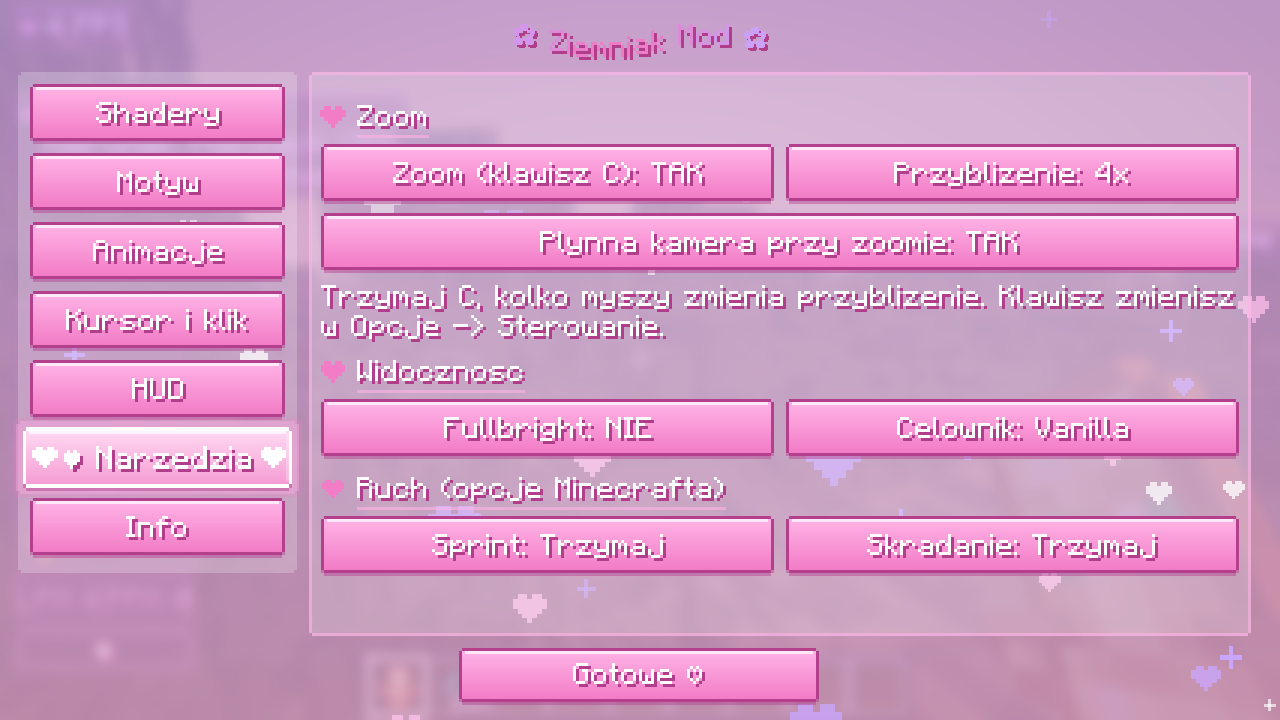 Ziemniak Mod
Shadery
Motyw
Animacje
Kursor i klik
HUD
Narzedzia
Info
Zoom
Zoom (klawisz C): TAK
Przyblizenie: 4x
Plynna kamera przy zoomie: TAK
Trzymaj C, kolko myszy zmienia przyblizenie. Klawisz zmienisz
w Opcje -> Sterowanie.
Widocznosc
Fullbright: NIE
Celownik: Vanilla
Ruch (opcje Minecrafta)
Sprint: Trzymaj
Skradanie: Trzymaj
Gotowe